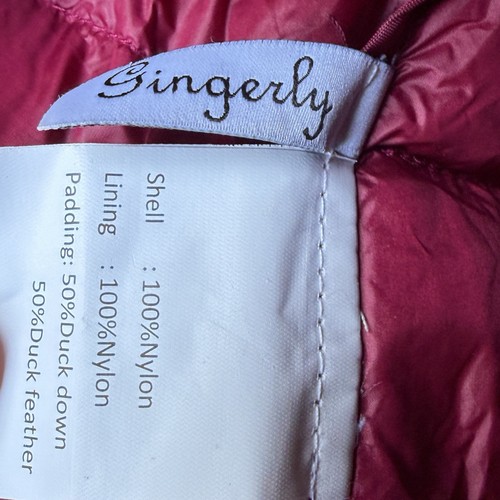 Gingerly
Shell : 100%Nylon
Lining : 100%Nylon
Padding: 50%Duck down
50%Duck feather